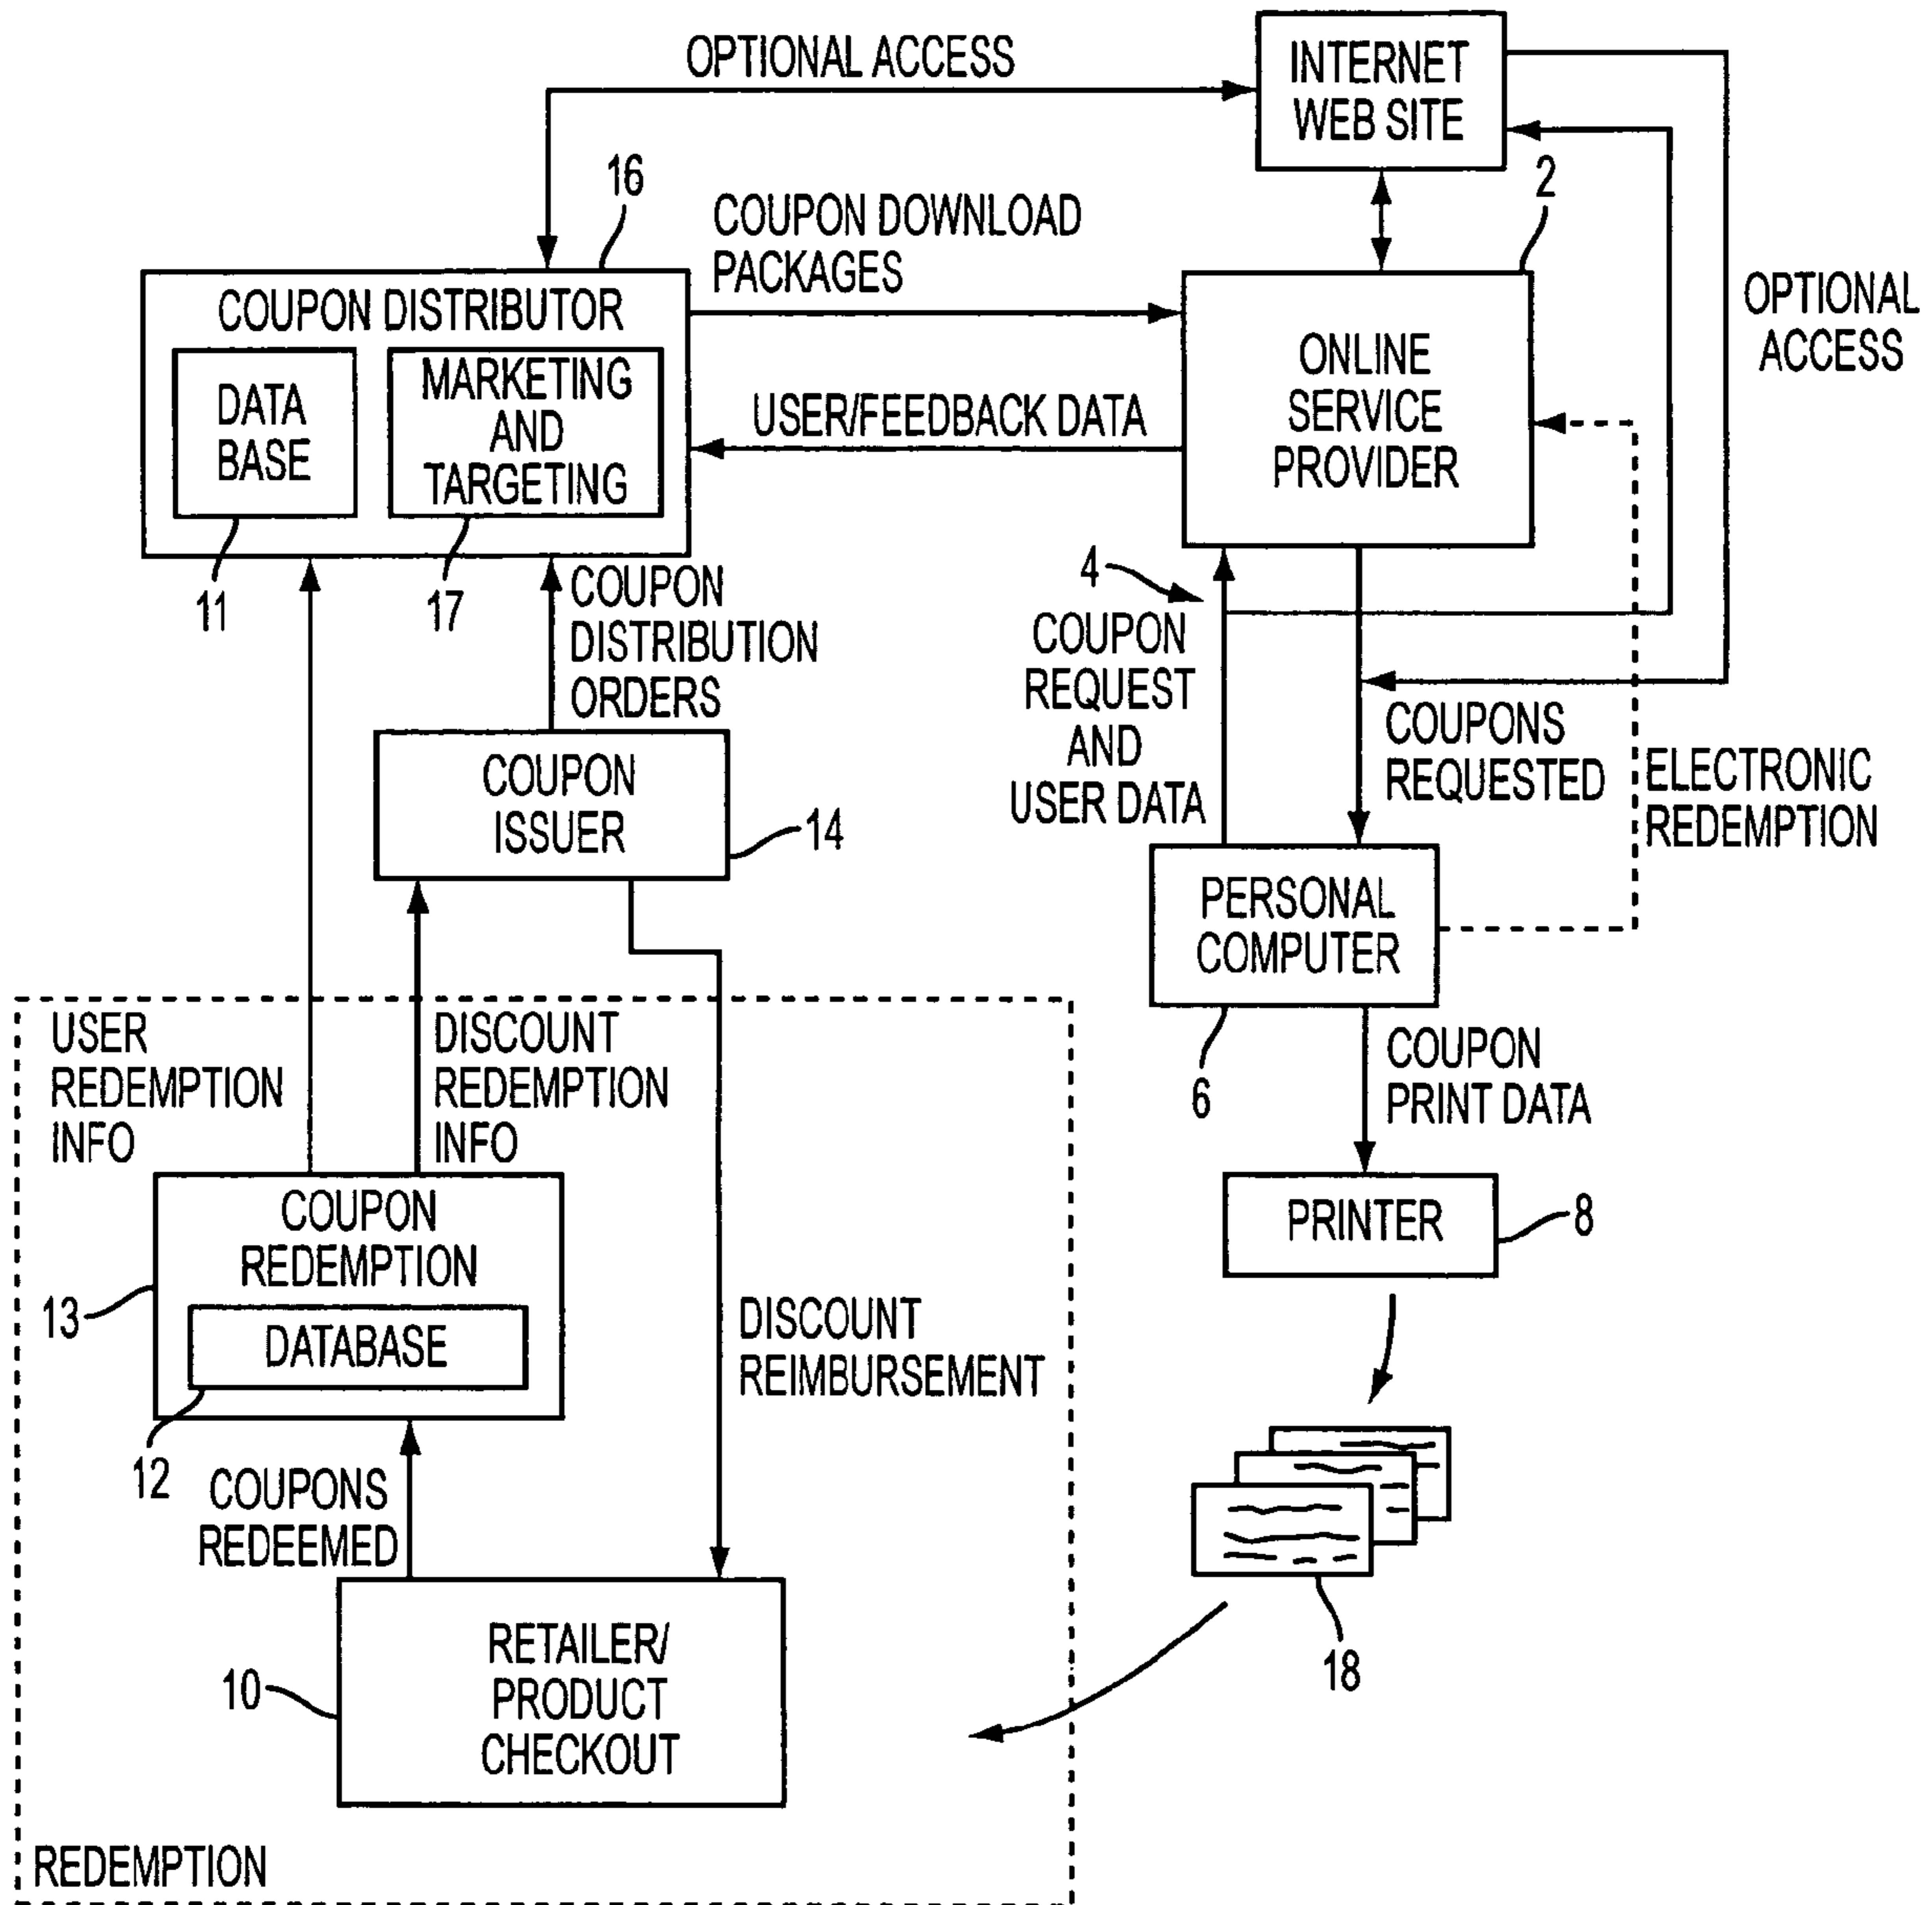 OPTIONAL ACCESS
INTERNET
WEB SITE
16
COUPON DOWNLOAD
PACKAGES
2
OPTIONAL
ACCESS
COUPON DISTRIBUTOR
DATA
BASE
MARKETING
AND
TARGETING
11
17
USER/FEEDBACK DATA
ONLINE
SERVICE
PROVIDER
4
COUPON
REQUEST
AND
USER DATA
COUPON
DISTRIBUTION
ORDERS
COUPONS
REQUESTED
ELECTRONIC
REDEMPTION
COUPON
ISSUER
14
PERSONAL
COMPUTER
6
COUPON
PRINT DATA
USER
REDEMPTION
INFO
DISCOUNT
REDEMPTION
INFO
PRINTER
8
COUPON
REDEMPTION
DATABASE
13
12
DISCOUNT
REIMBURSEMENT
COUPONS
REDEEMED
18
RETAILER/
PRODUCT
CHECKOUT
10
REDEMPTION